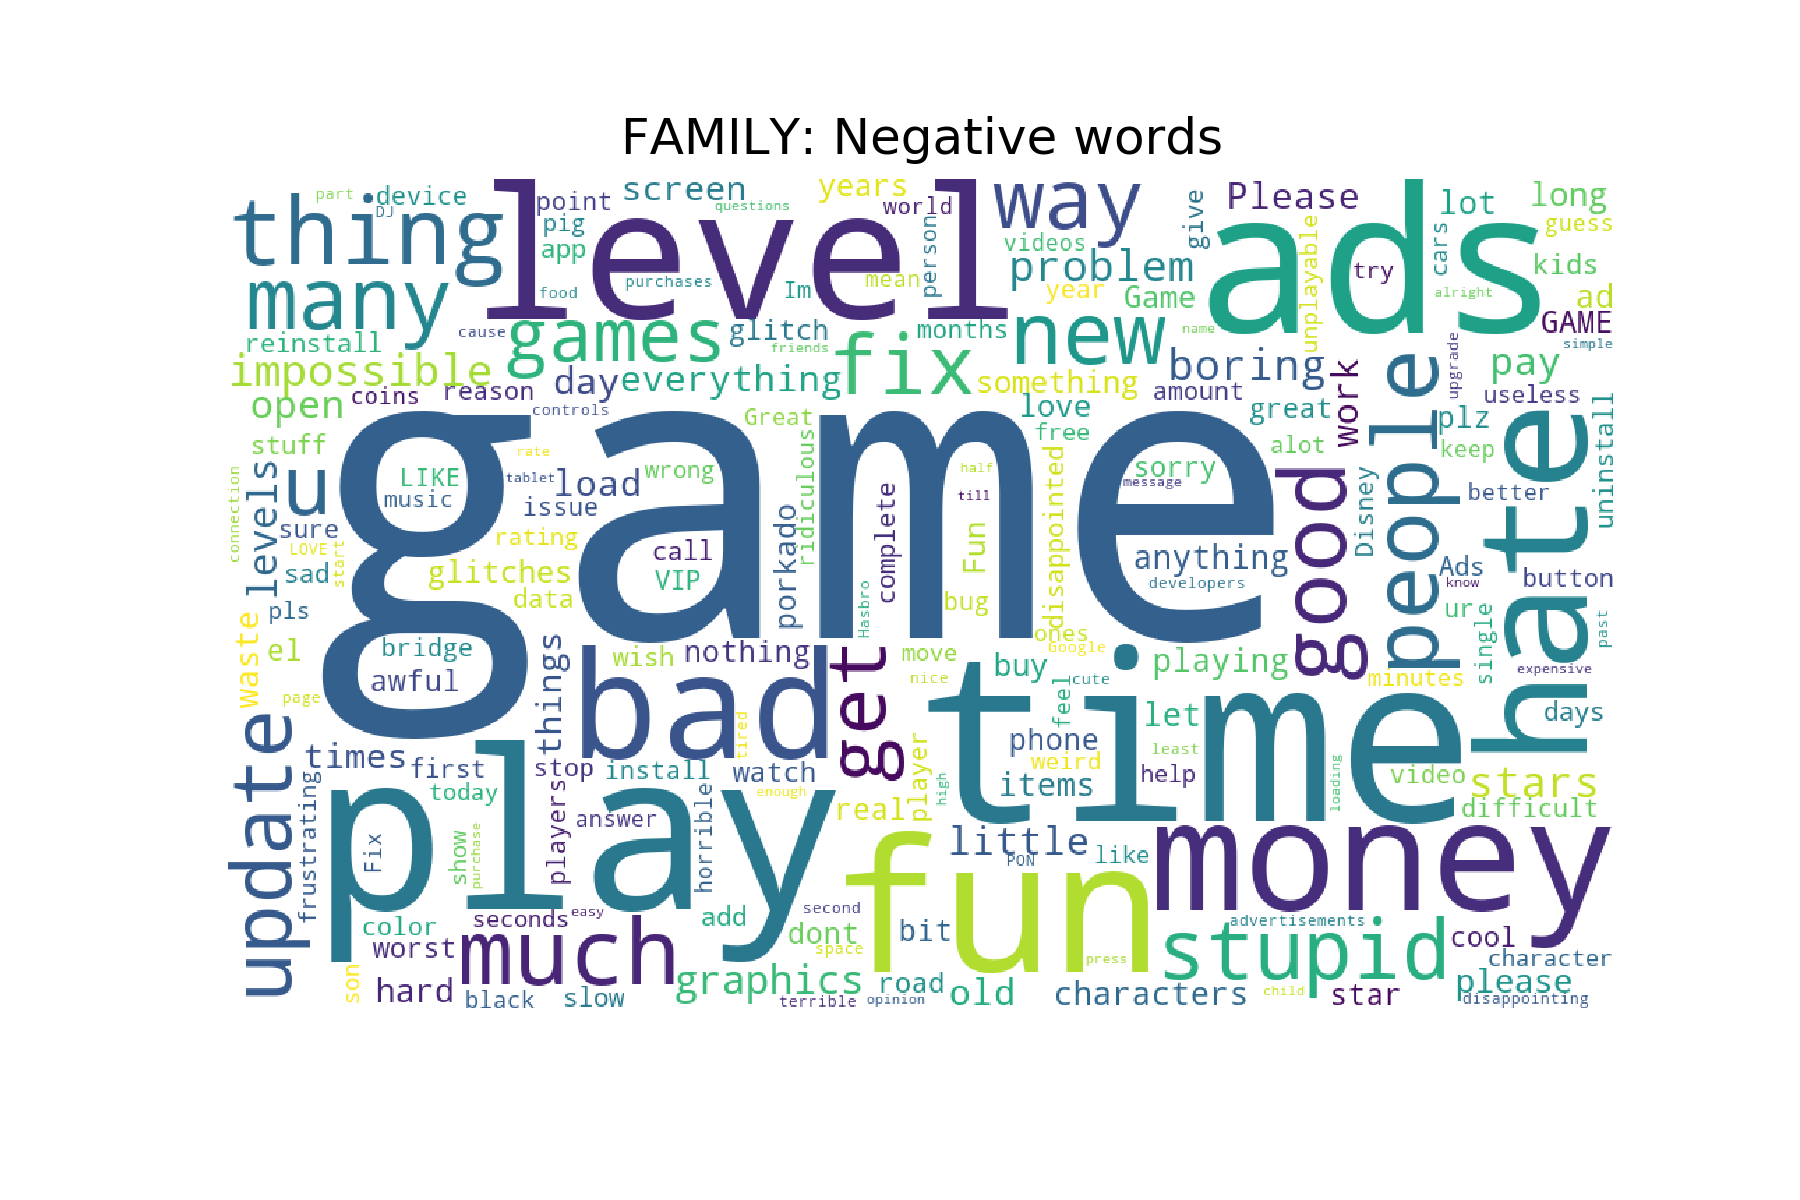 FAMILY: Negative words
part
device
DJ
thing
level
point
pig
app
screen
questions
years
world
person
way
videos
give
Please
ads
unplayable
lot
cars
long
guess
kids
try
alright
ad
GAME
simple
many
food
purchases
Im
mean
problem
year
Game
name
reinstall
cause
games
glitch
friends
months
fix
new
boring
impossible
coins
reason
day
everything
something
amount
work
upgrade
pay
useless
open
controls
Great
love
free
great
alot
people
plz
keep
hate
uninstall
stuff
connection
levels
u
game
LIKE
music
rate
tablet
load
issue
wrong
ridiculous
half
till
disappointed
sorry
message
good
Disney
better
sure
LOVE
start
sad
glitches
rating
data
call
VIP
porkado
complete
Hasbro
Fun
bug
anything
developers
Ads
know
button
pls
waste
el
bridge
awful
page
things
wish
nothing
get
move
nice
ones
Google
buy
cute
feel
playing
ur
single
minutes
past
expensive
days
bad
tired
time
let
least
phone
weird
help
items
loading
video
stars
difficult
update
times
first
today
stop
install
watch
enough
player
high
real
frustrating
play
Fix
show
purchase
players
answer
horrible
fun
little
PON
like
money
color
worst
seconds
easy
much
add
second
dont
space
bit
press
advertisements
stupid
cool
character
son
hard
black
slow
graphics
terrible
opinion
road
old
characters
child
star
please
disappointing